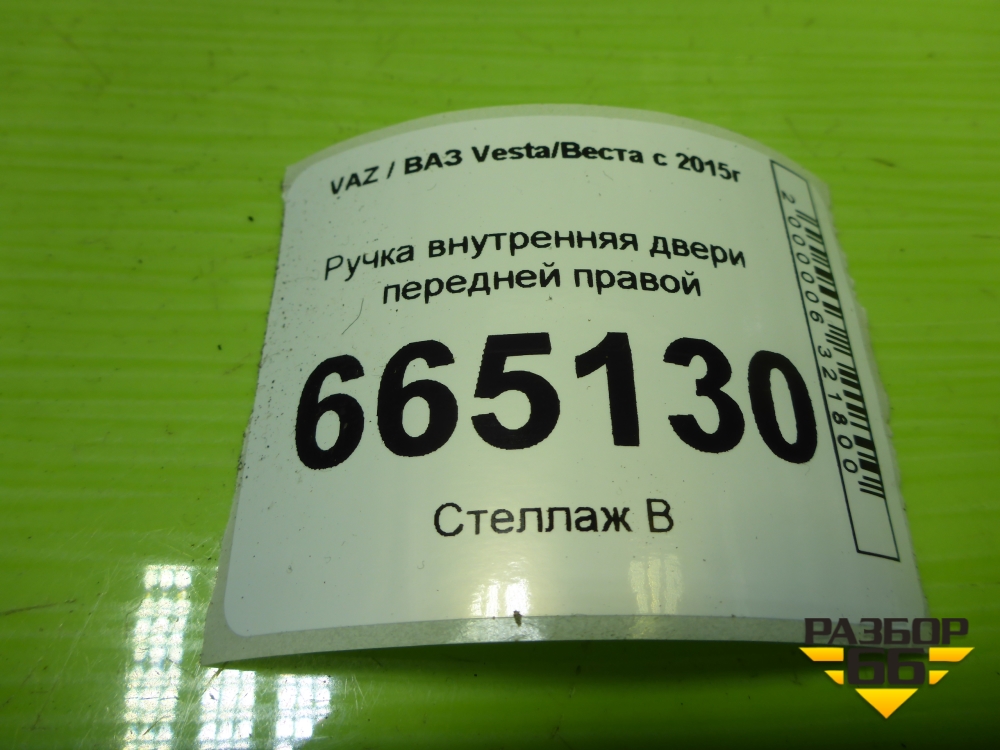 VAZ / ВАЗ Vesta/Веста с 2015г
Ручка внутренняя двери
передней правой
665130
Стеллаж В
2000006321800
РАЗБОР
66